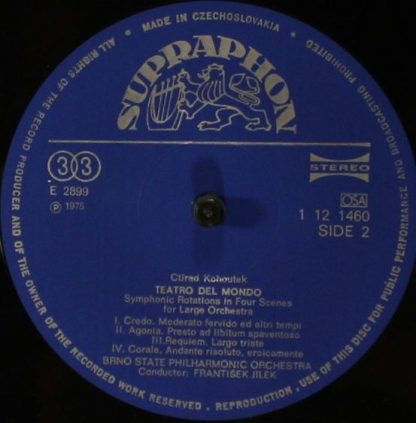 MADE IN CZECHOSLOVAKIA
ALL RIGHTS OF THE RECORD PRODUCER AND OF THE OWNER OF THE RECORDED WORK RESERVED . REPRODUCTION . USE OF THIS DISC FOR PUBLIC PERFORMANCE AND BROADCASTING PROHIBITED
SUPRAPHON
33
STEREO
E 2899
OSA
℗ 1975
1 12 1460
SIDE 2
Ctirad Kohoutek
TEATRO DEL MONDO
Symphonic Rotations in Four Scenes
for Large Orchestra
I. Credo. Moderato fervido ed altri tempi
II. Agonia. Presto ad libitum spaventoso
III.Requiem. Largo triste
IV. Corale. Andante risoluto, eroicamente
BRNO STATE PHILHARMONIC ORCHESTRA
Conductor: FRANTIŠEK JILEK